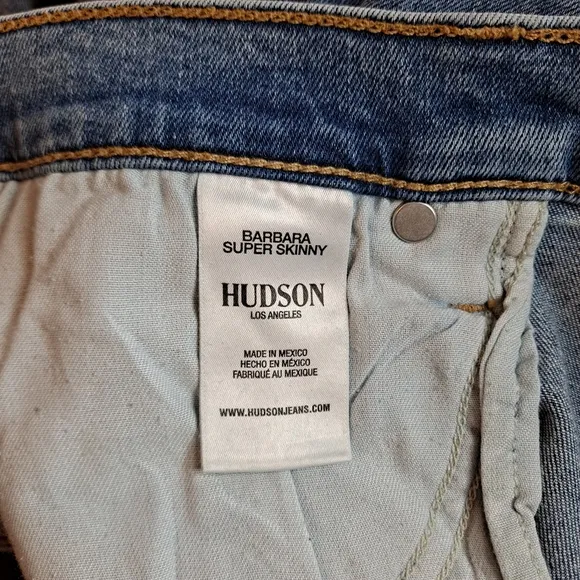 BARBARA
SUPER SKINNY
HUDSON
LOS ANGELES
MADE IN MEXICO
HECHO EN MÉXICO
FABRIQUÉ AU MEXIQUE
WWW.HUDSONJEANS.COM